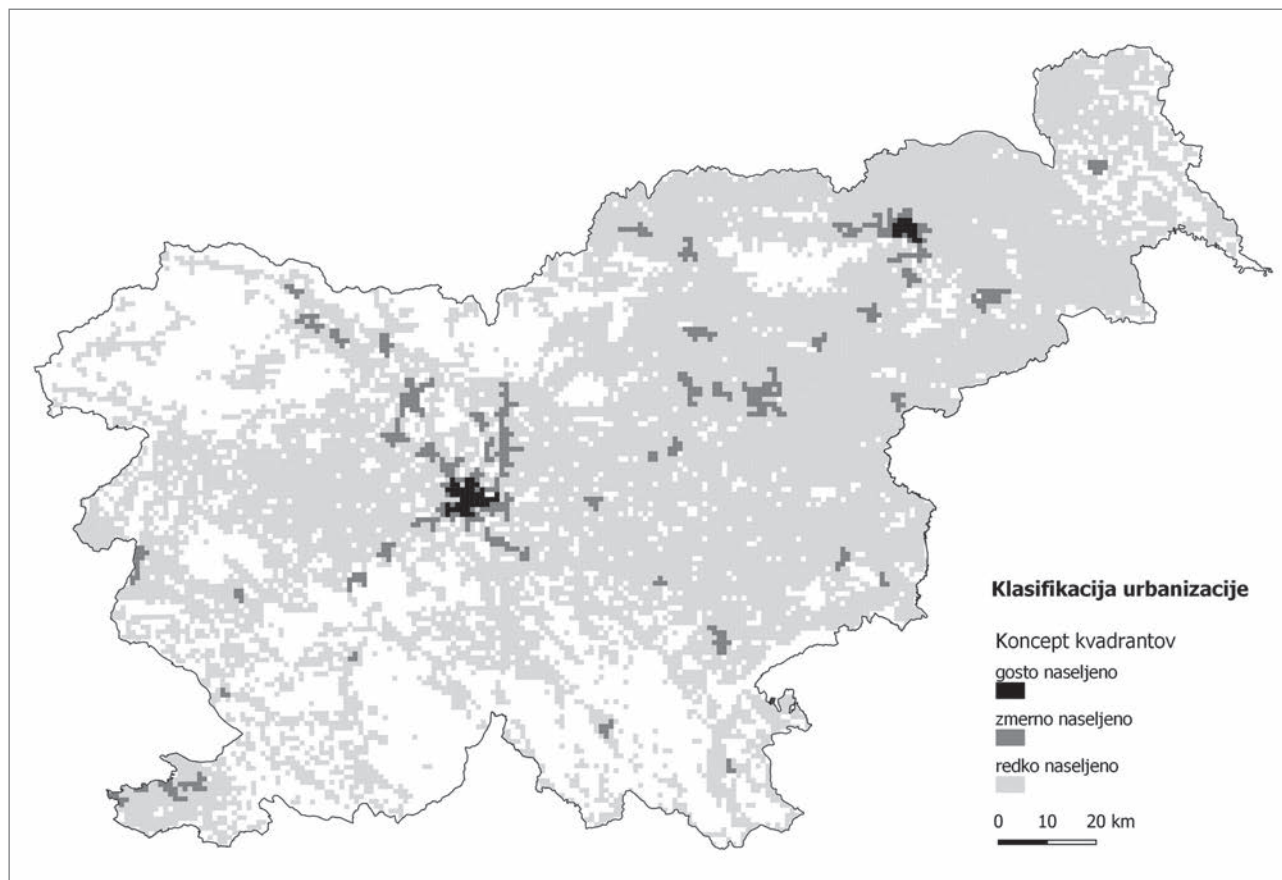 Klasifikacija urbanizacije
Koncept kvadrantov
gosto naseljeno
zmerno naseljeno
redko naseljeno
0 10 20 km